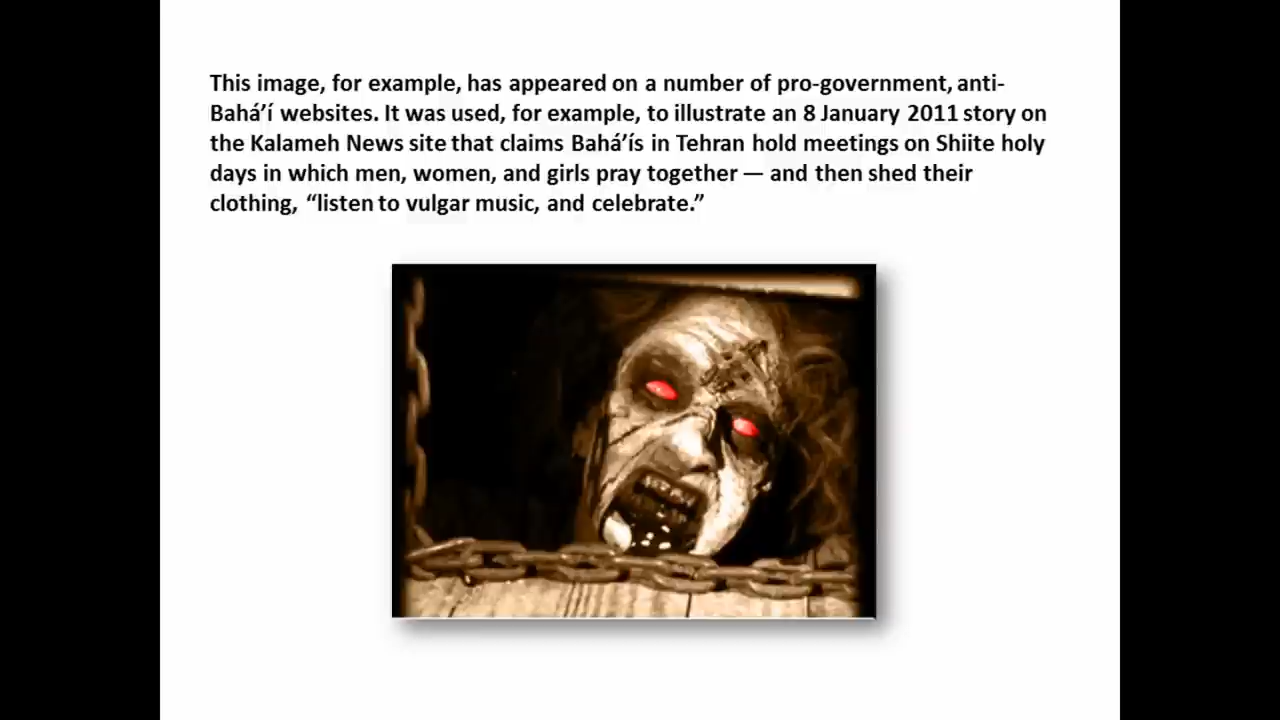 This image, for example, has appeared on a number of pro-government, anti-
Bahá’í websites. It was used, for example, to illustrate an 8 January 2011 story on
the Kalameh News site that claims Bahá’ís in Tehran hold meetings on Shiite holy
days in which men, women, and girls pray together — and then shed their
clothing, “listen to vulgar music, and celebrate.”